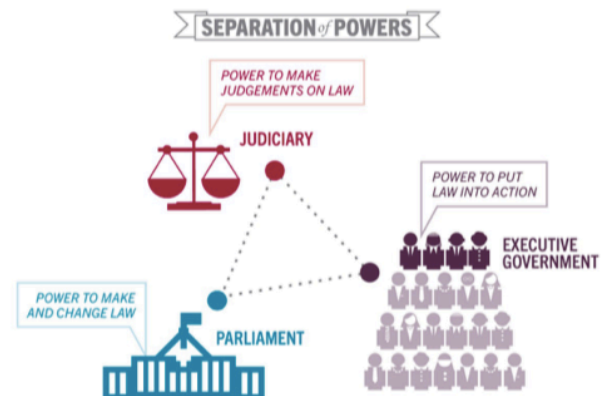 SEPARATION of POWERS
POWER TO MAKE
JUDGEMENTS ON LAW
JUDICIARY
POWER TO PUT
LAW INTO ACTION
EXECUTIVE
GOVERNMENT
POWER TO MAKE
AND CHANGE LAW
PARLIAMENT